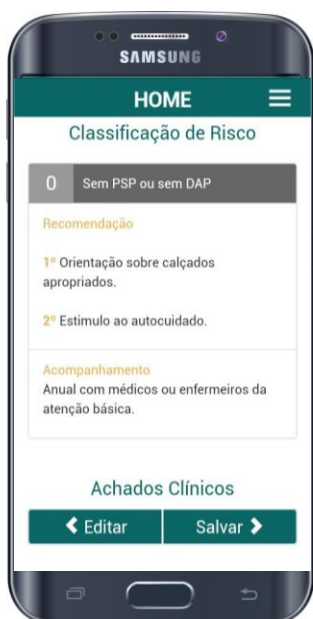 SAMSUNG
HOME
Classificação de Risco
0 Sem PSP ou sem DAP
Recomendação
1º Orientação sobre calçados
apropriados.
2º Estimulo ao autocuidado.
Acompanhamento
Anual com médicos ou enfermeiros da
atenção básica.
Achados Clínicos
Editar Salvar